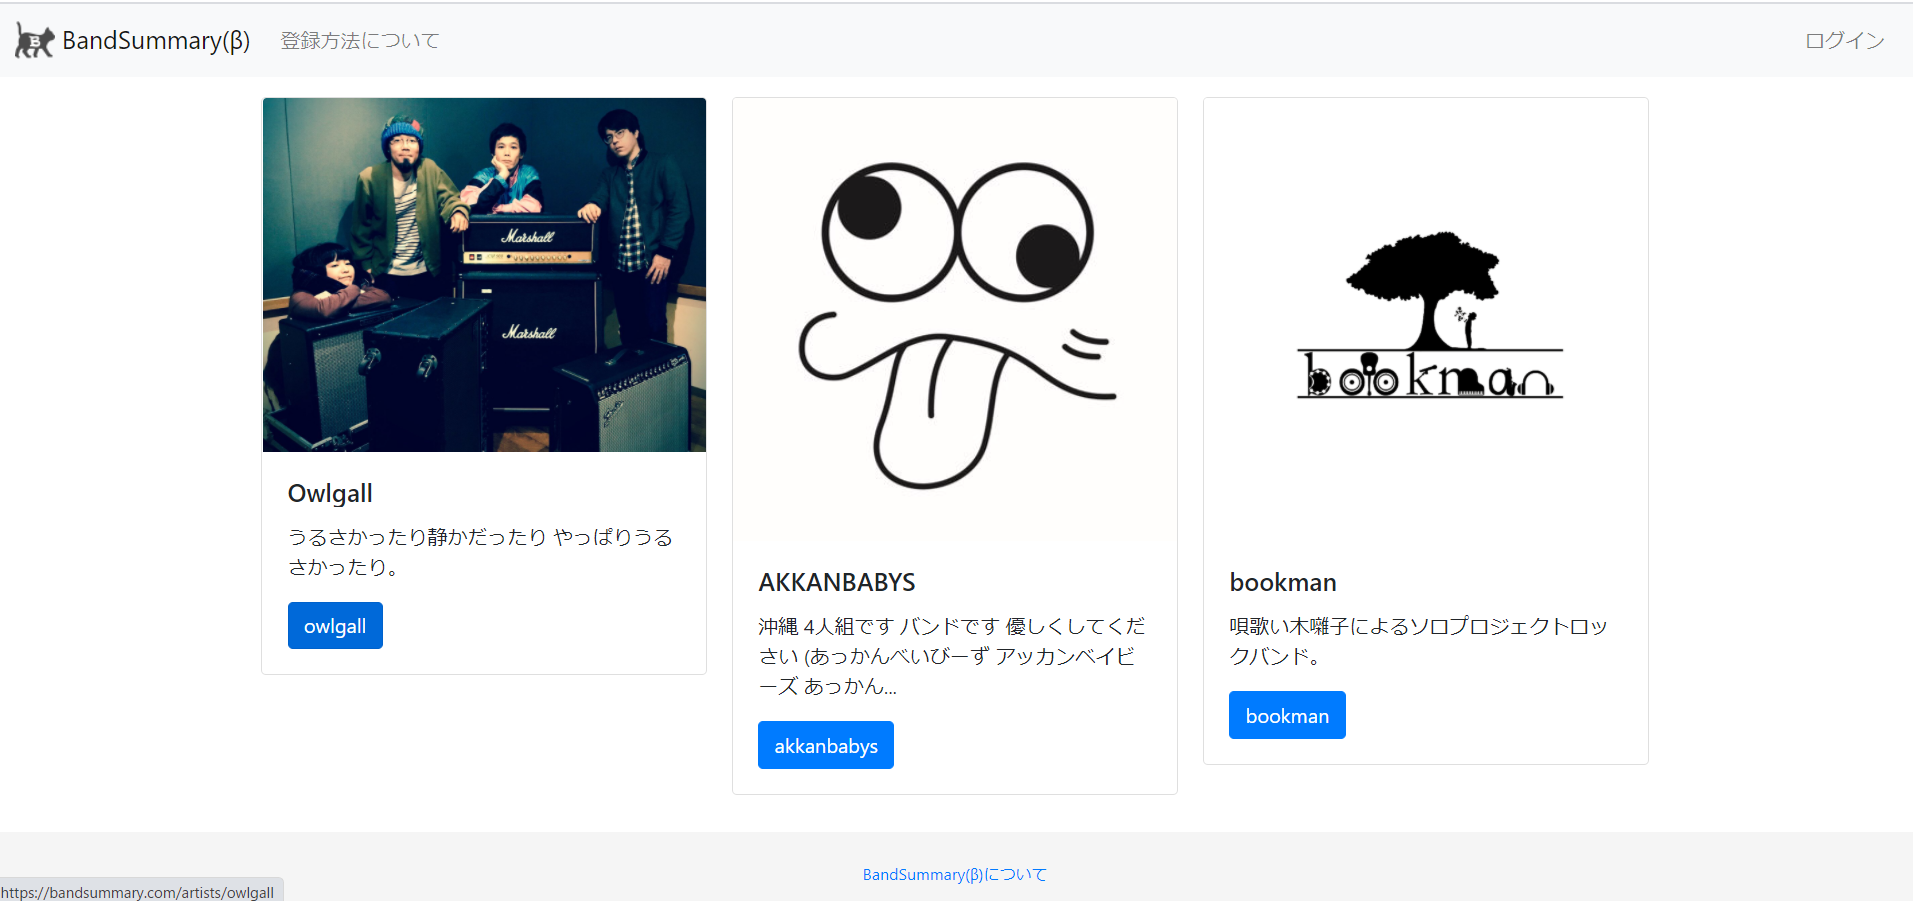 B
BandSummary(β)
登録方法について
ログイン
Marshall
Marshall
Owlgall
うるさかったり静かだったり やっぱりうる
さかったり。
owlgall
AKKANBABYS
沖縄 4人組です バンドです 優しくしてくだ
さい (あっかんべいびーず アッカンベイビ
ーズ あっかん...
akkanbabys
bookman
bookman
唄歌い木囃子によるソロプロジェクトロッ
クバンド。
bookman
BandSummary(β)について
https://bandsummary.com/artists/owlgall